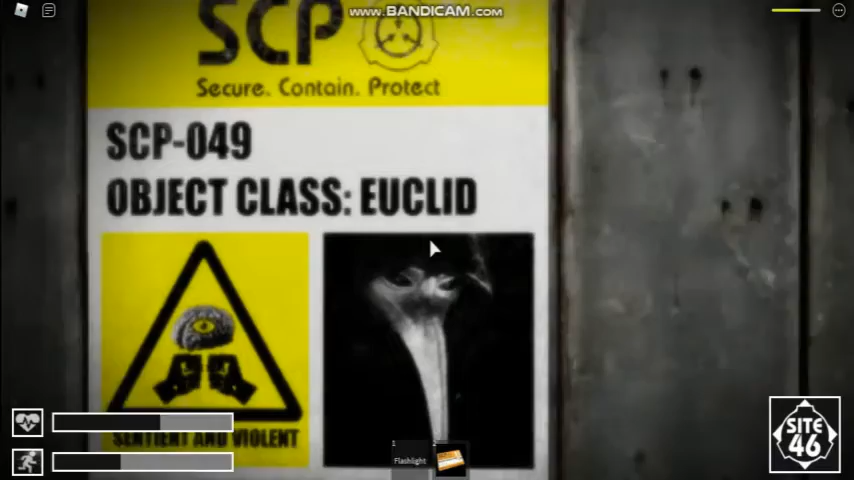 WWW.BANDICAM.COM
SCP
Secure. Contain. Protect
SCP-049
OBJECT CLASS: EUCLID
SENTIENT AND VIOLENT
1
Flashlight
SITE
46